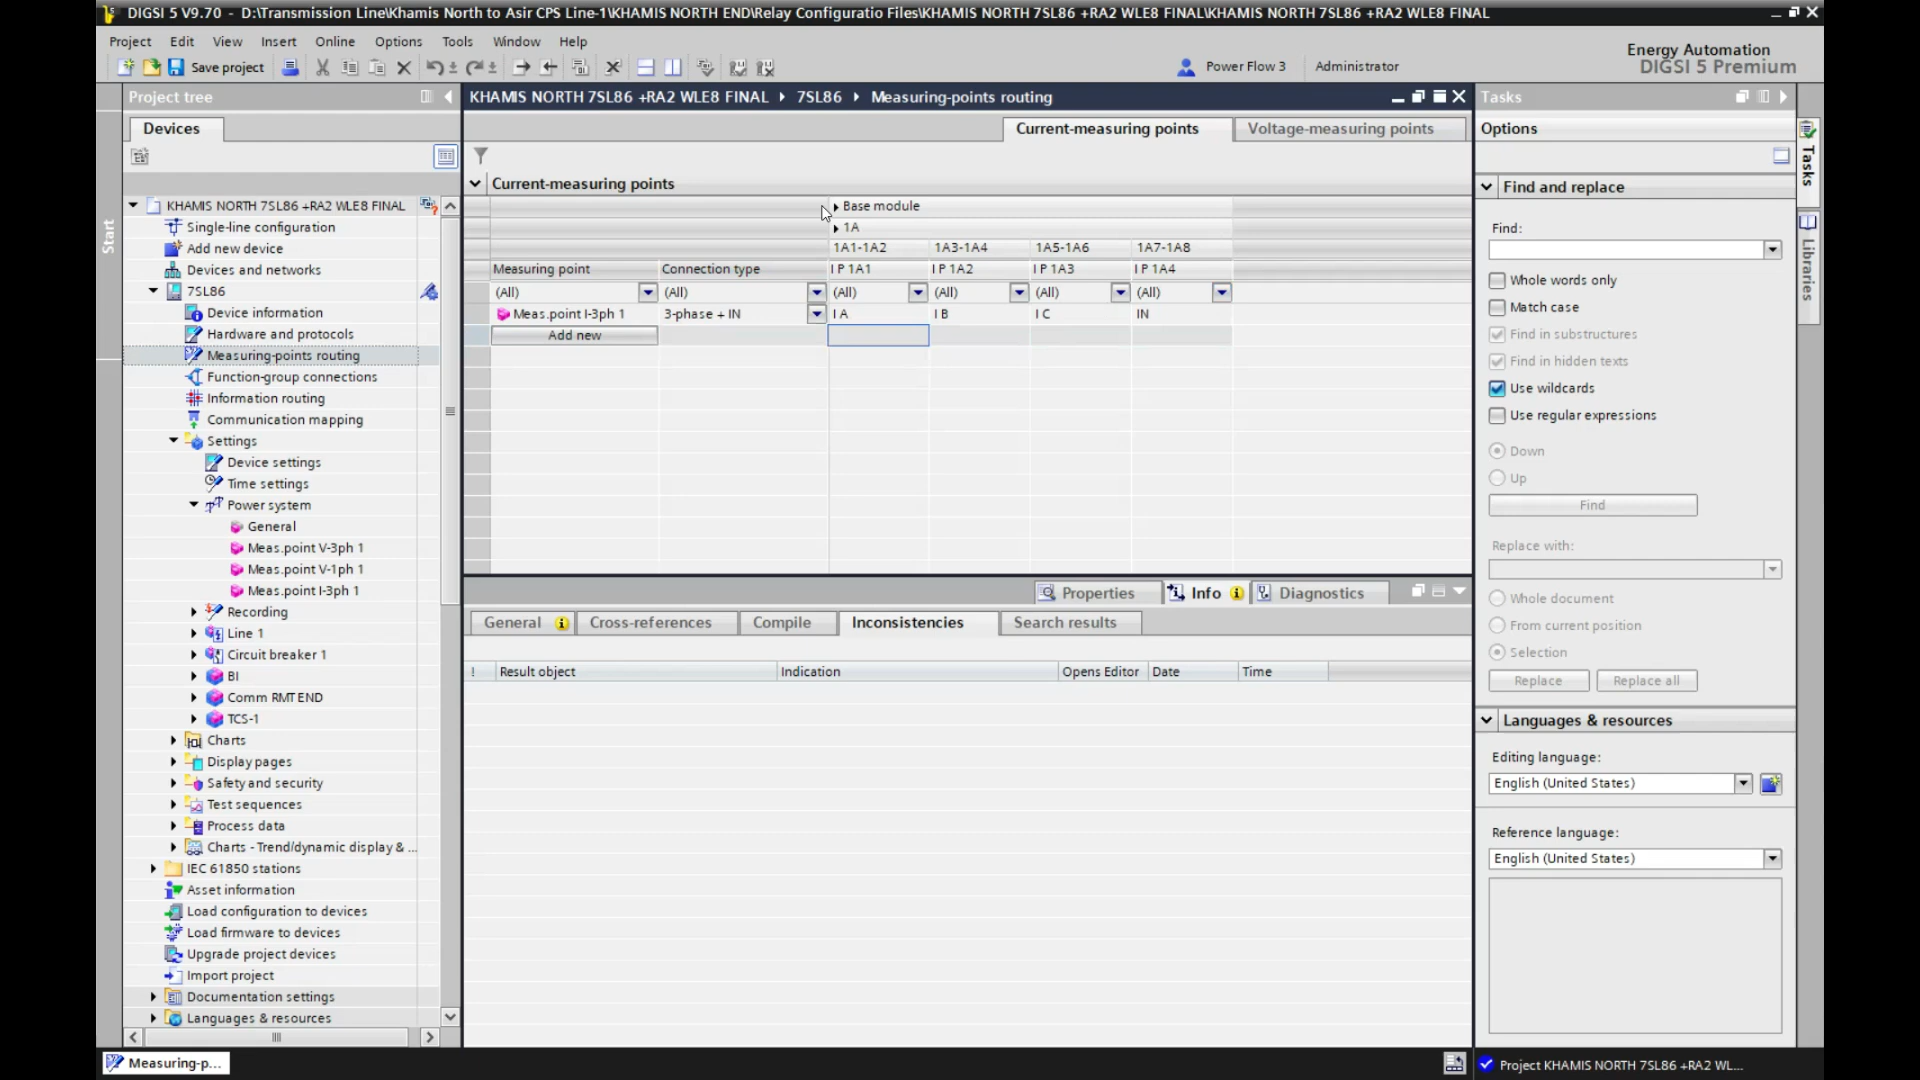 DIGSI 5 V9.70 - D:\Transmission Line\Khamis North to Asir CPS Line-1\KHAMIS NORTH END\Relay Configuratio Files\KHAMIS NORTH 7SL86 +RA2 WLE8 FINAL\KHAMIS NORTH 7SL86 +RA2 WLE8 FINAL
Project Edit View Insert Online Options Tools Window Help
Energy Automation
DIGSI 5 Premium
Save project
Power Flow 3
Administrator
Project tree
KHAMIS NORTH 7SL86 +RA2 WLE8 FINAL 7SL86 Measuring-points routing
Tasks
Devices
Current-measuring points
Voltage-measuring points
Options
Start
Tasks
Libraries
KHAMIS NORTH 7SL86 +RA2 WLE8 FINAL
Single-line configuration
Add new device
Devices and networks
7SL86
Device information
Hardware and protocols
Measuring-points routing
Function-group connections
Information routing
Communication mapping
Settings
Device settings
Time settings
Power system
General
Meas.point V-3ph 1
Meas.point V-1ph 1
Meas.point I-3ph 1
Recording
Line 1
Circuit breaker 1
BI
Comm RMT END
TCS-1
Charts
Display pages
Safety and security
Test sequences
Process data
Charts - Trend/dynamic display & ...
IEC 61850 stations
Asset information
Load configuration to devices
Load firmware to devices
Upgrade project devices
Import project
Documentation settings
Languages & resources
Current-measuring points
Base module
1A
1A1-1A2 1A3-1A4 1A5-1A6 1A7-1A8
Measuring point Connection type I P 1A1 I P 1A2 I P 1A3 I P 1A4
(All) (All) (All) (All) (All) (All)
Meas.point I-3ph 1 3-phase + IN I A I B I C IN
Add new
Properties Info Diagnostics
General Cross-references Compile Inconsistencies Search results
! Result object Indication Opens Editor Date Time
Find and replace
Find:
Whole words only
Match case
Find in substructures
Find in hidden texts
Use wildcards
Use regular expressions
Down
Up
Find
Replace with:
Whole document
From current position
Selection
Replace Replace all
Languages & resources
Editing language:
English (United States)
Reference language:
English (United States)
Measuring-p...
Project KHAMIS NORTH 7SL86 +RA2 WL...